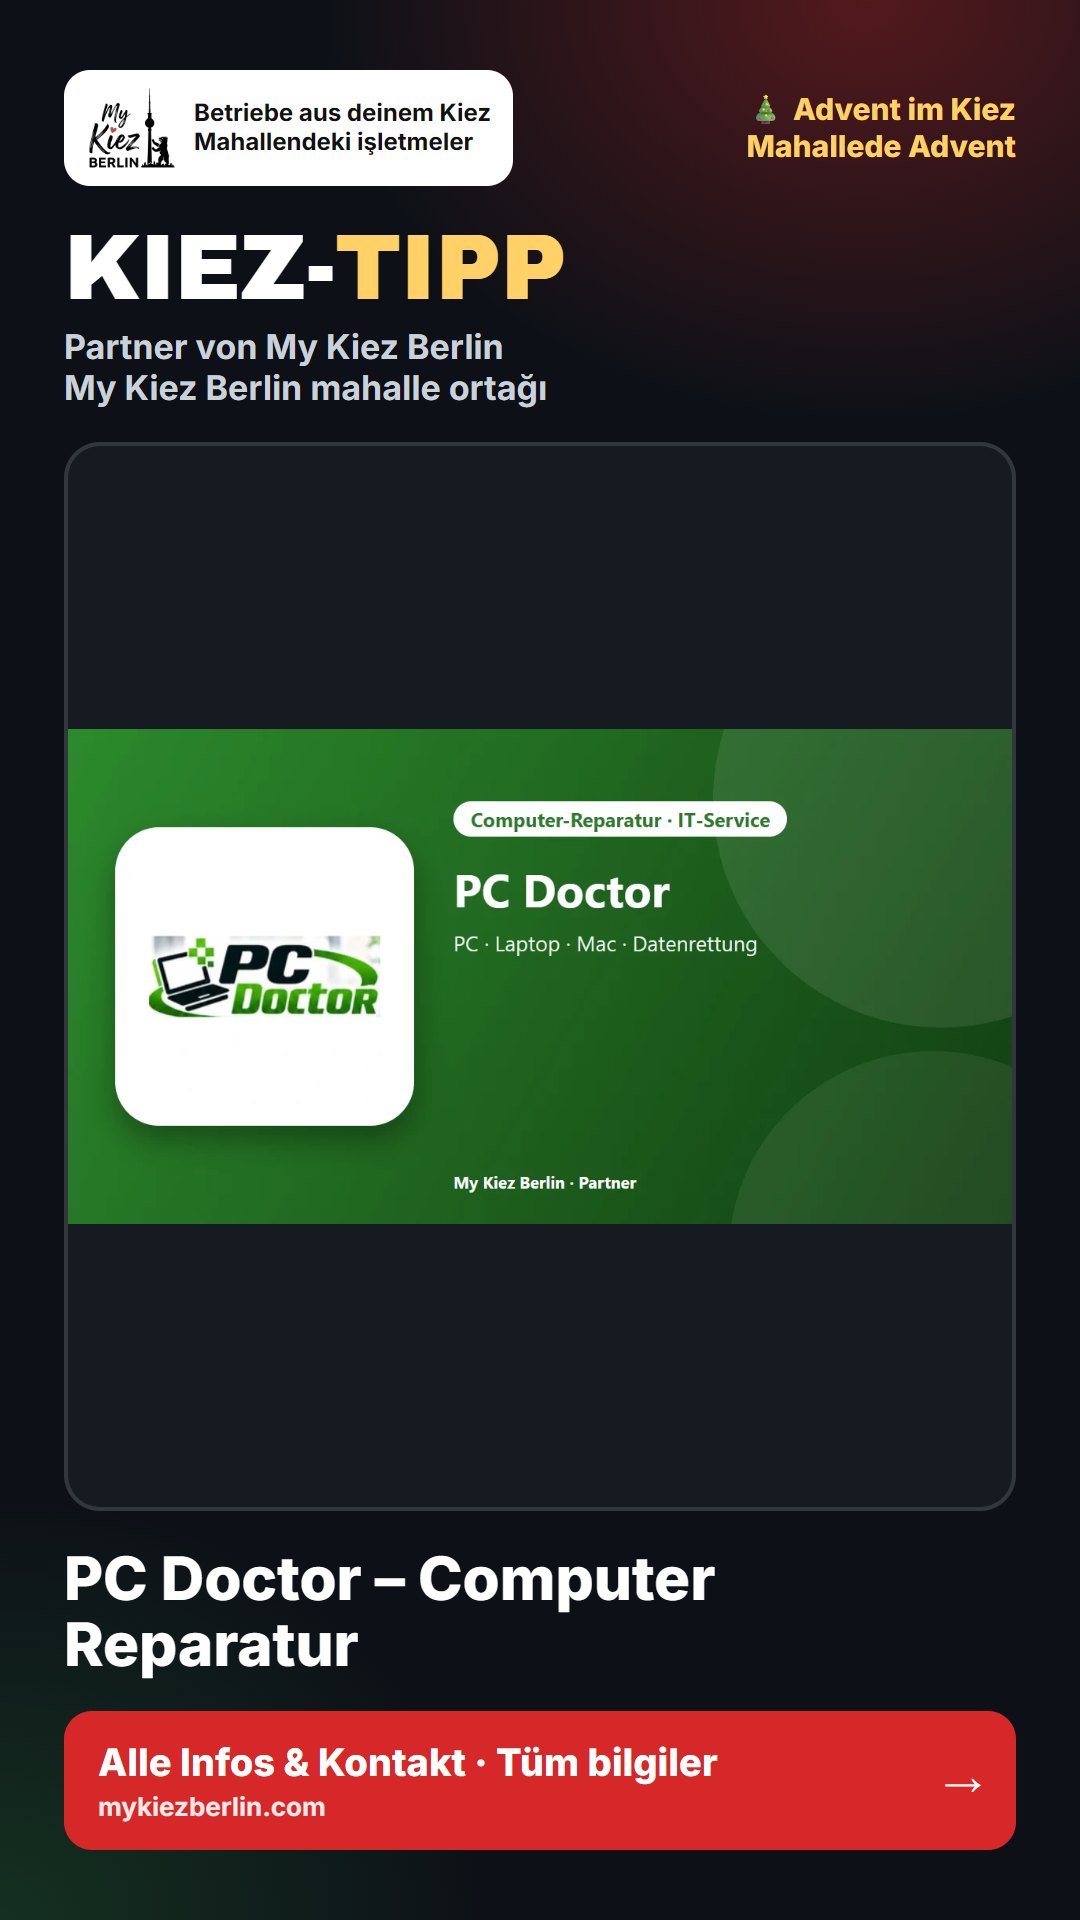 My
Kiez
BERLIN
Betriebe aus deinem Kiez
Mahallendeki işletmeler
🎄 Advent im Kiez
Mahallede Advent
KIEZ-TIPP
Partner von My Kiez Berlin
My Kiez Berlin mahalle ortağı
Computer-Reparatur · IT-Service
PC Doctor
PC · Laptop · Mac · Datenrettung
PC
Doctor
My Kiez Berlin · Partner
PC Doctor – Computer
Reparatur
Alle Infos & Kontakt · Tüm bilgiler
mykiezberlin.com
→